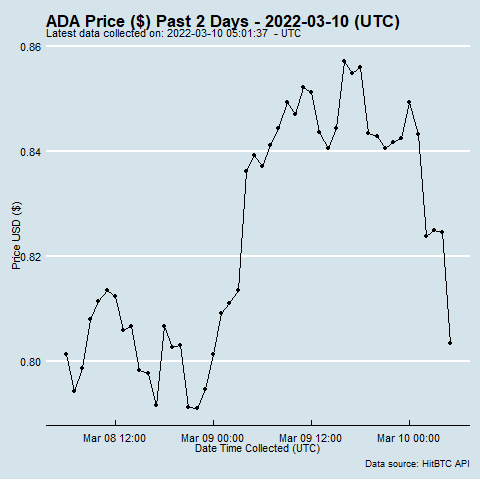 ADA Price ($) Past 2 Days - 2022-03-10 (UTC)
Latest data collected on: 2022-03-10 05:01:37  - UTC
0.86
0.84
0.82
0.80
Price USD ($)
Mar 08 12:00 Mar 09 00:00 Mar 09 12:00 Mar 10 00:00
Date Time Collected (UTC)
Data source: HitBTC API